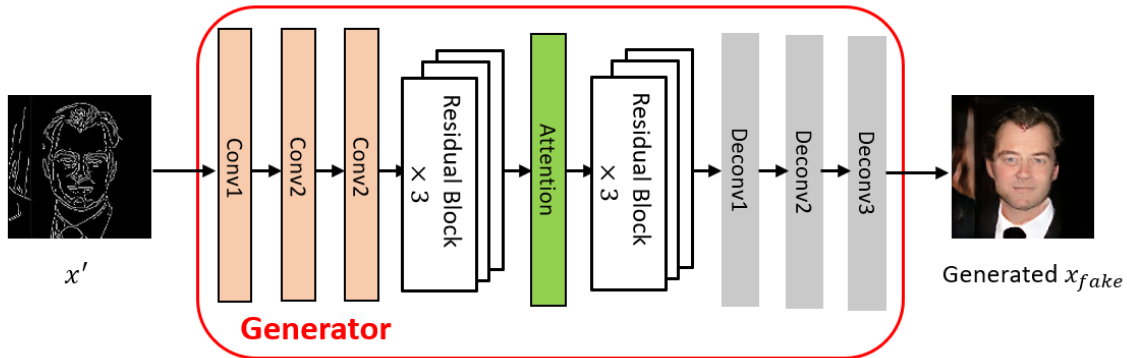 x′
Conv1
Conv2
Conv2
Residual Block
× 3
Attention
Residual Block
× 3
Deconv1
Deconv2
Deconv3
Generator
Generated x_fake